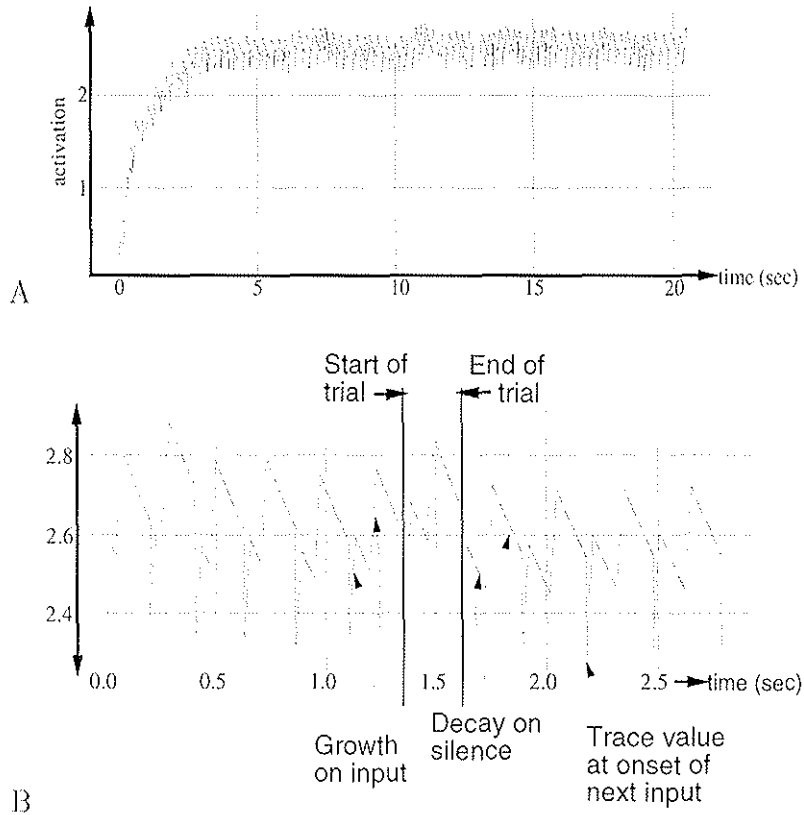 2
activation
1
0
5
10
15
20
time (sec)
A
Start of
trial
End of
trial
2.8
2.6
2.4
0.0
0.5
1.0
1.5
2.0
2.5
time (sec)
Growth
on input
Decay on
silence
Trace value
at onset of
next input
B